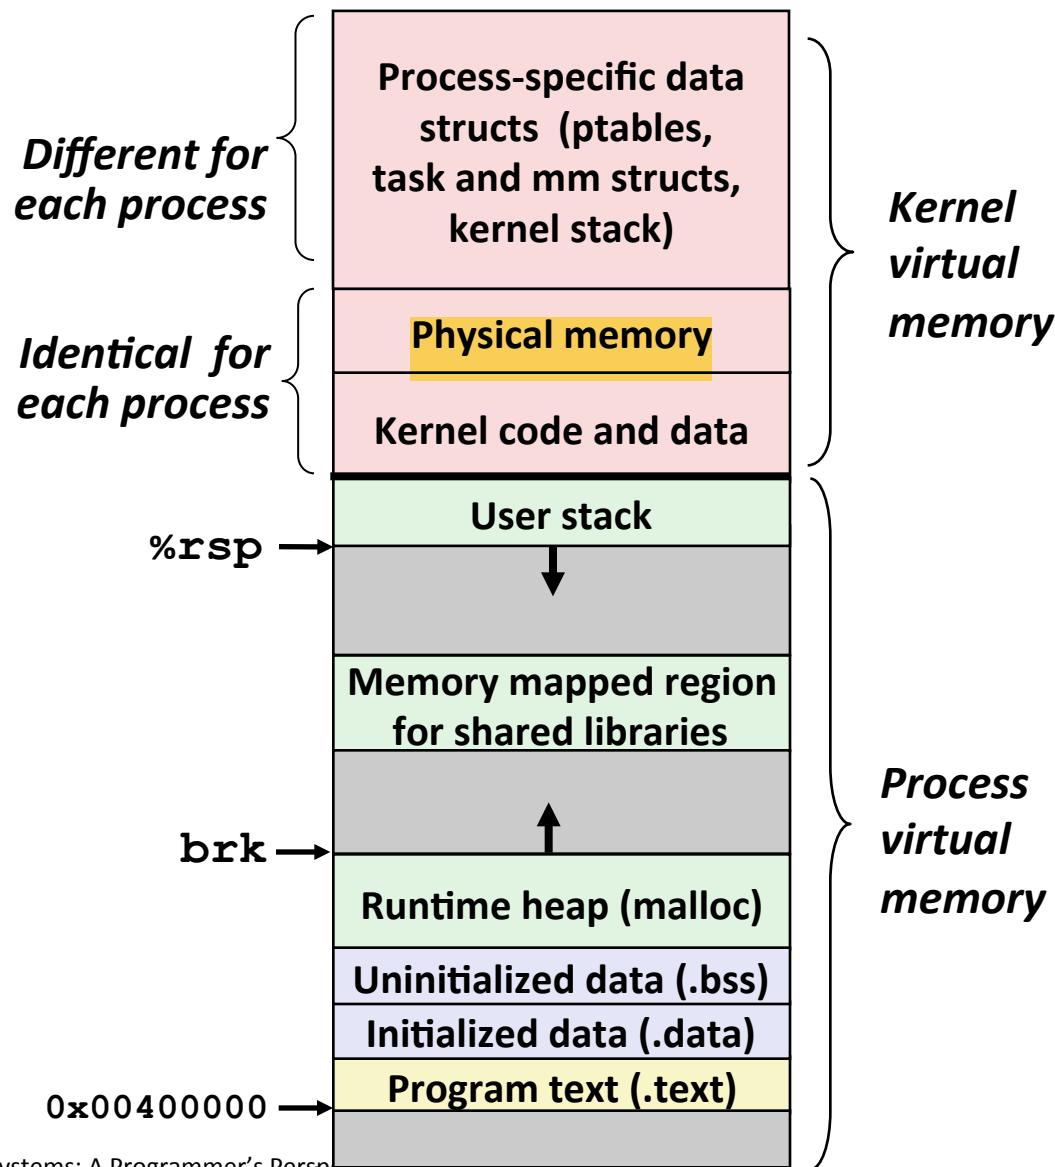 Process-specific data
structs (ptables,
task and mm structs,
kernel stack)
Different for
each process
Kernel
virtual
memory
Physical memory
Identical for
each process
Kernel code and data
User stack
%rsp
Memory mapped region
for shared libraries
Process
virtual
memory
brk
Runtime heap (malloc)
Uninitialized data (.bss)
Initialized data (.data)
Program text (.text)
0x00400000
A Programmer's